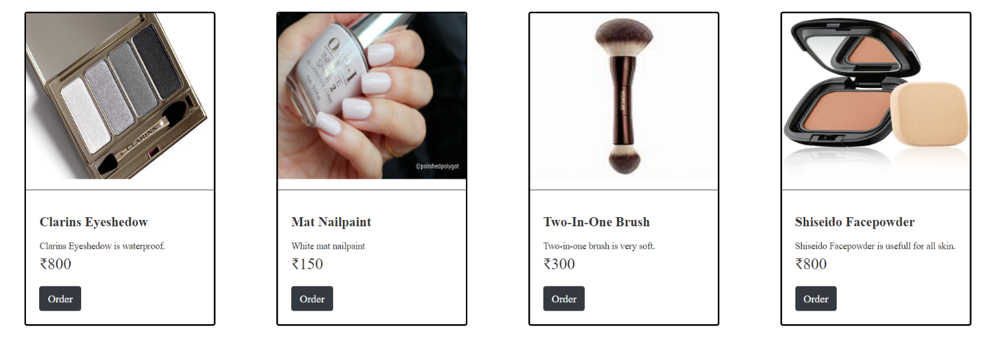 CLARINS
O·P·I
INFINITE
SHINE
2
©polishedpolygot
Clarins Eyeshedow
Clarins Eyeshedow is waterproof.
₹800
Order
Mat Nailpaint
White mat nailpaint
₹150
Order
Two-In-One Brush
Two-in-one brush is very soft.
₹300
Order
Shiseido Facepowder
Shiseido Facepowder is usefull for all skin.
₹800
Order